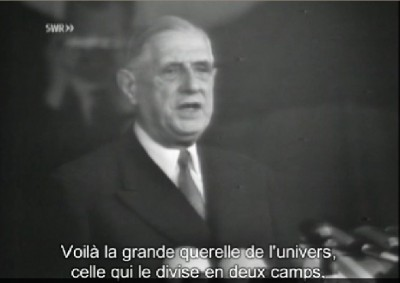 SWR>>
Voilà la grande querelle de l'univers,
celle qui le divise en deux camps.